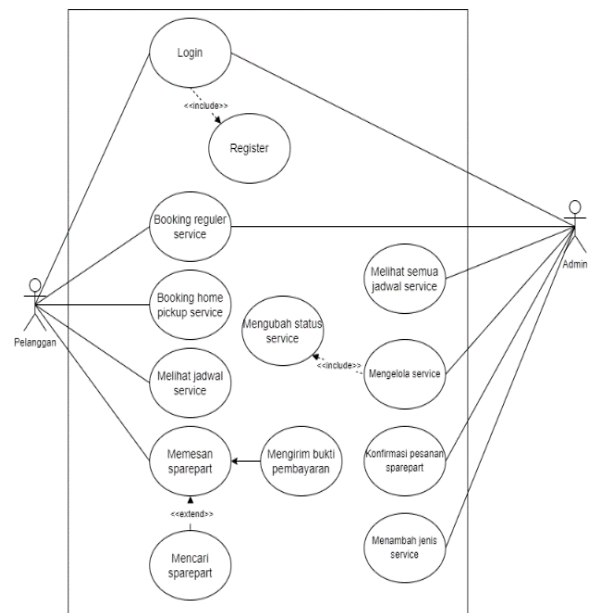 Login
<<include>>
Register
Booking reguler
service
Admin
Melihat semua
jadwal service
Booking home
pickup service
Pelanggan
Mengubah status
service
<<include>>
Mengelola service
Melihat jadwal
service
Memesan
sparepart
Mengirim bukti
pembayaran
Konfirmasi pesanan
sparepart
<<extend>>
Mencari
sparepart
Menambah jenis
service